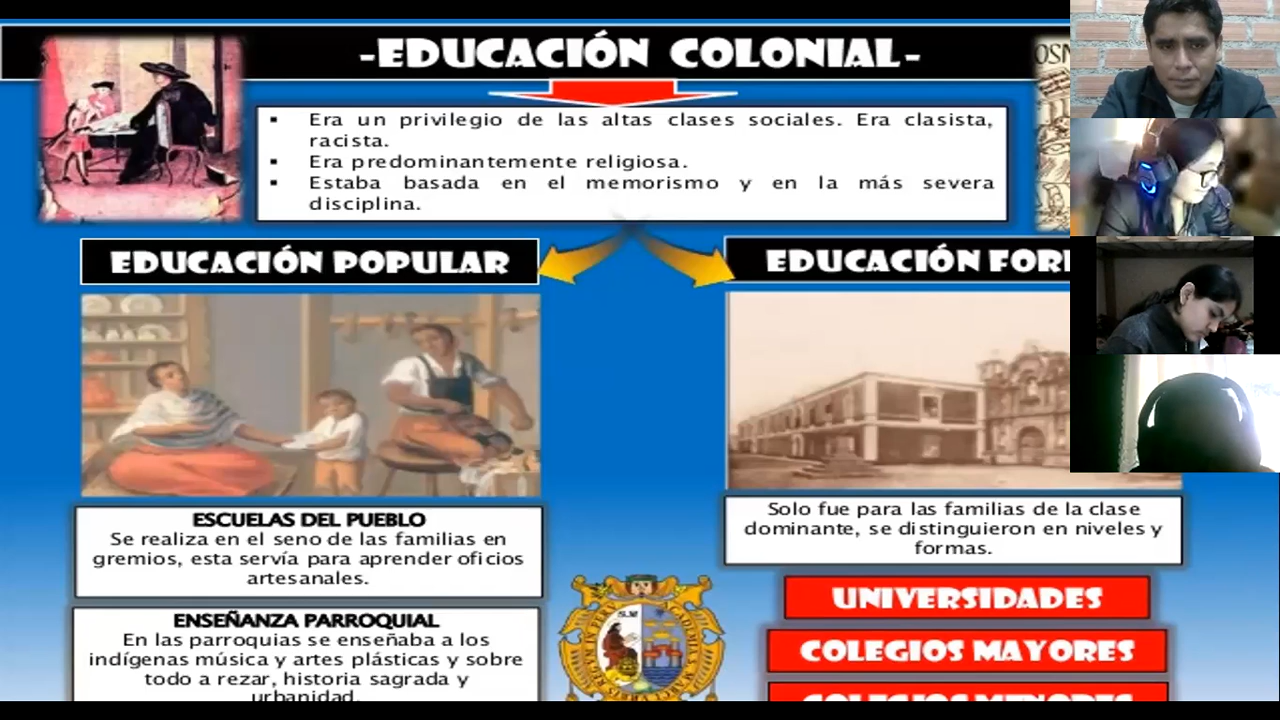 -EDUCACIÓN COLONIAL-
▪ Era un privilegio de las altas clases sociales. Era clasista,
racista.
▪ Era predominantemente religiosa.
▪ Estaba basada en el memorismo y en la más severa
disciplina.
EDUCACIÓN POPULAR
ESCUELAS DEL PUEBLO
Se realiza en el seno de las familias en
gremios, esta servía para aprender oficios
artesanales.
ENSEÑANZA PARROQUIAL
En las parroquias se enseñaba a los
indígenas música y artes plásticas y sobre
todo a rezar, historia sagrada y
urbanidad.
EDUCACIÓN
Solo fue para las familias de la clase
dominante, se distinguieron en niveles y
formas.
UNIVERSIDADES
COLEGIOS MAYORES
COLEGIOS MENORES